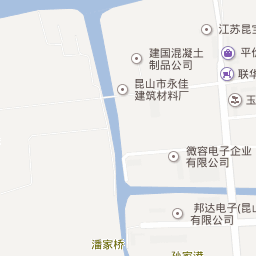 江苏昆宝
建国混凝土
制品公司
平价
联华
昆山市永佳
建筑材料厂
玉
微容电子企业
有限公司
邦达电子(昆山
有限公司
潘家桥
孙家港